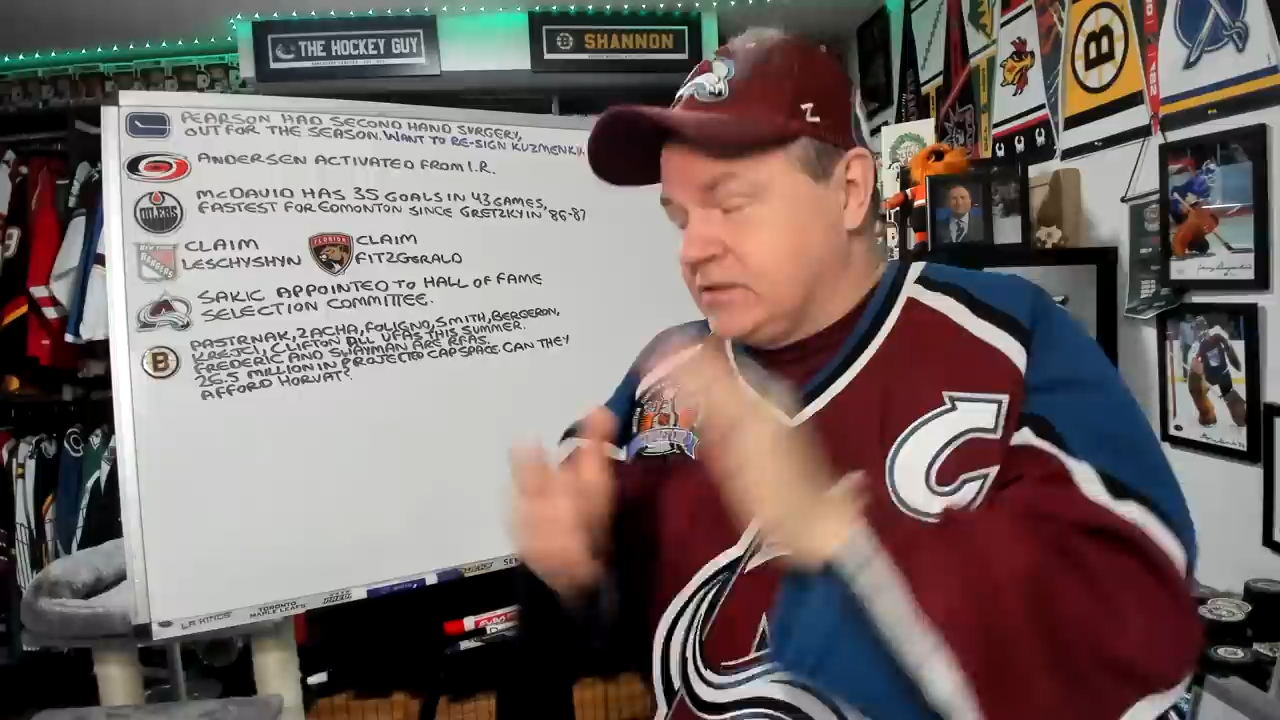 THE HOCKEY GUY
SHANNON
PEARSON HAD SECOND HAND SURGERY,
OUT FOR THE SEASON. WANT TO RE-SIGN KUZMENKO.
ANDERSEN ACTIVATED FROM I.R.
MCDAVID HAS 35 GOALS IN 43 GAMES,
FASTEST FOR EDMONTON SINCE GRETZKY IN '86-87
OILERS
CLAIM
LESCHYSHYN
FLORIDA
CLAIM
FITZGERALD
SAKIC APPOINTED TO HALL OF FAME
SELECTION COMMITTEE.
PASTRNAK, ZACHA, FOLIGNO, SMITH, BERGERON,
KREJCI, CLIFTON ALL UFAS THIS SUMMER.
FREDERIC AND SWAYMAN ARE RFAS.
26.5 MILLION IN PROJECTED CAP SPACE. CAN THEY
AFFORD HORVAT?
B
LA KINGS
TORONTO
MAPLE LEAFS
Z
C
B